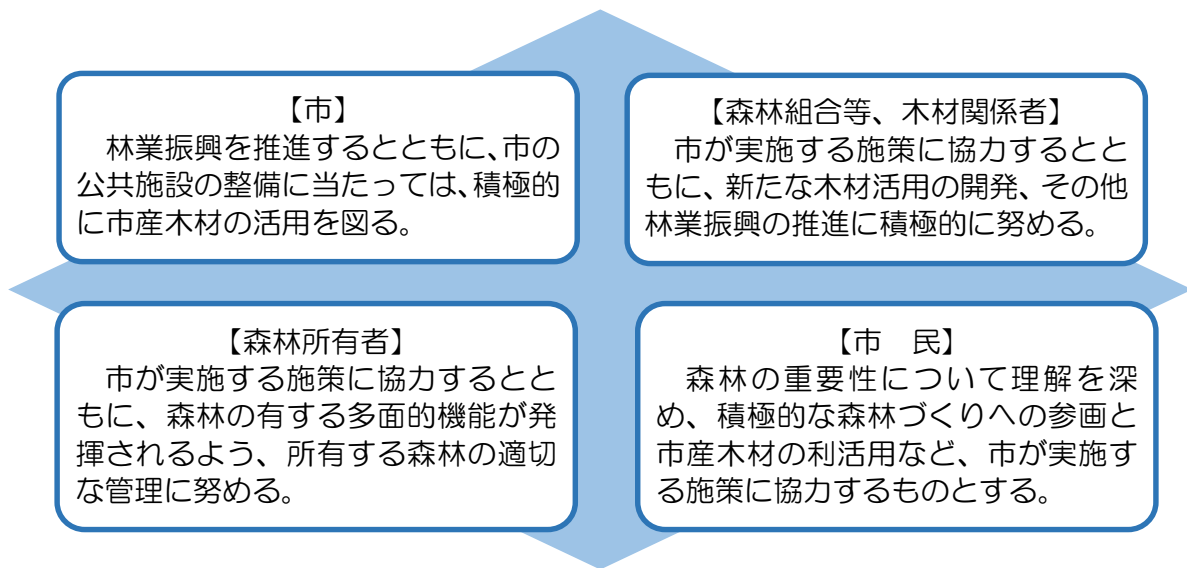 【市】
林業振興を推進するとともに、市の
公共施設の整備に当たっては、積極的
に市産木材の活用を図る。
【森林組合等、木材関係者】
市が実施する施策に協力するとと
もに、新たな木材活用の開発、その他
林業振興の推進に積極的に努める。
【森林所有者】
市が実施する施策に協力するとと
もに、森林の有する多面的機能が発
揮されるよう、所有する森林の適切
な管理に努める。
【市　民】
森林の重要性について理解を深
め、積極的な森林づくりへの参画と
市産木材の利活用など、市が実施す
る施策に協力するものとする。